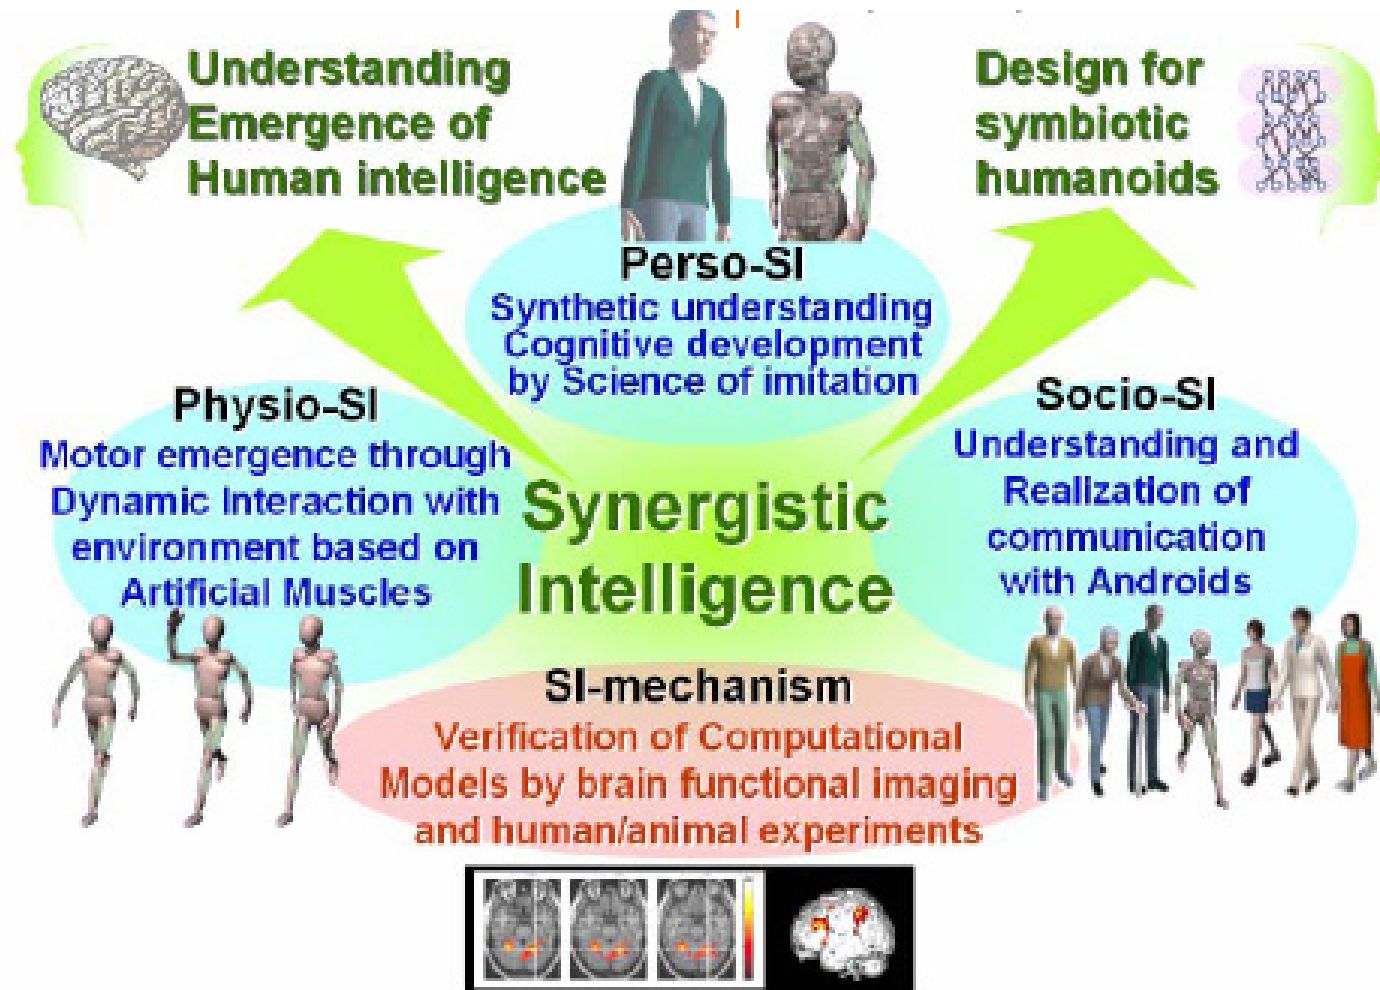 Understanding
Emergence of
Human intelligence
Design for
symbiotic
humanoids
Perso-SI
Synthetic understanding
Cognitive development
by Science of imitation
Physio-SI
Motor emergence through
Dynamic Interaction with
environment based on
Artificial Muscles
Socio-SI
Understanding and
Realization of
communication
with Androids
Synergistic
Intelligence
SI-mechanism
Verification of Computational
Models by brain functional imaging
and human/animal experiments